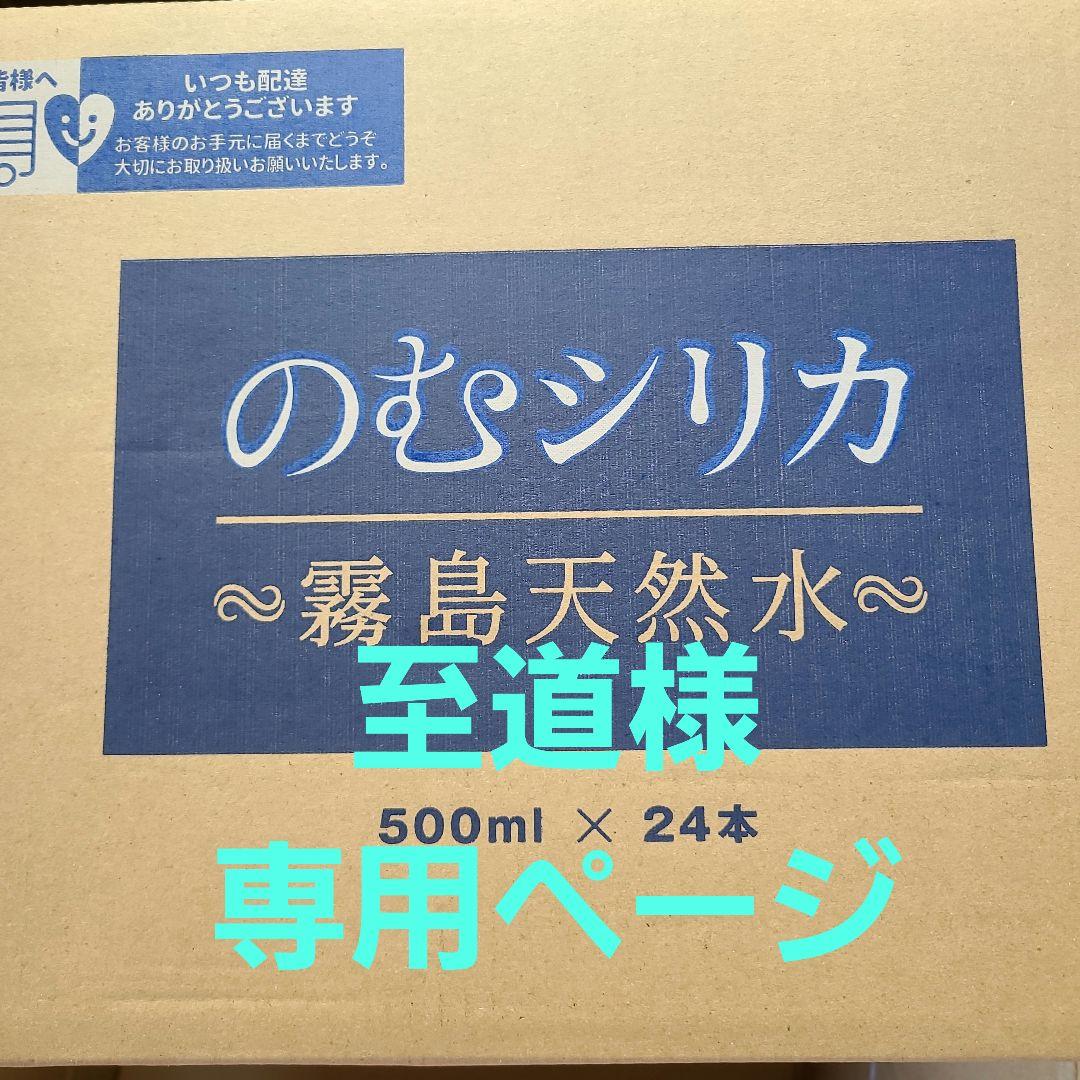 様へ
いつも配達
ありがとうございます
お客様のお手元に届くまでどうぞ
大切にお取り扱いお願いいたします。
のむシリカ
~霧島天然水~
至道様
500ml × 24本
専用ページ